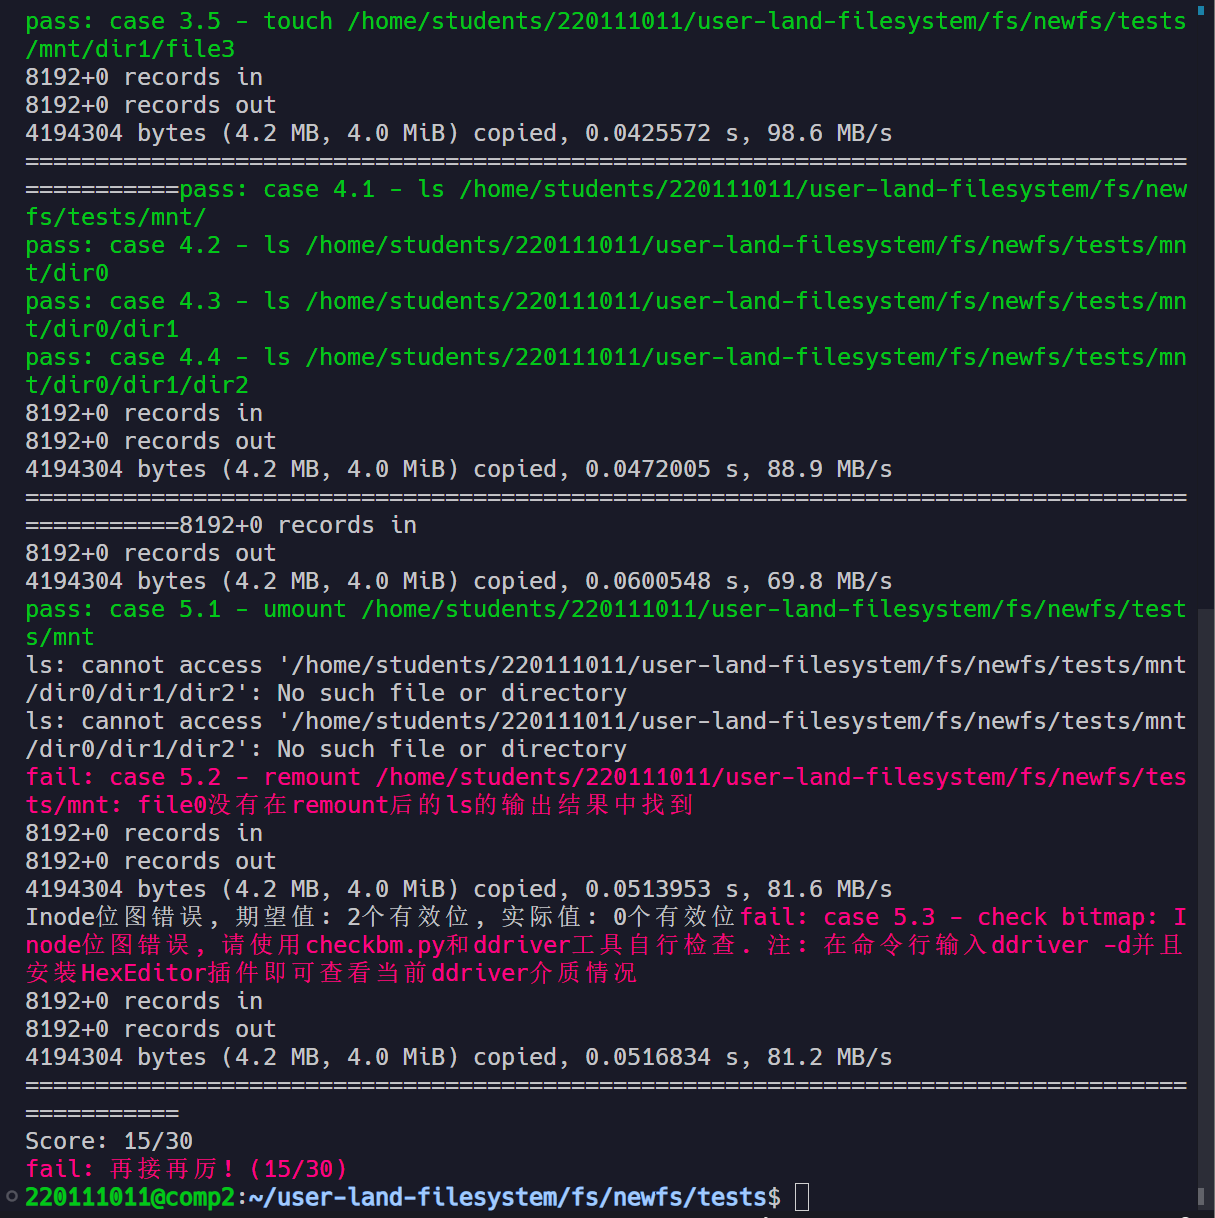 pass: case 3.5 - touch /home/students/220111011/user-land-filesystem/fs/newfs/tests
/mnt/dir1/file3
8192+0 records in
8192+0 records out
4194304 bytes (4.2 MB, 4.0 MiB) copied, 0.0425572 s, 98.6 MB/s
===================================================================================
===========pass: case 4.1 - ls /home/students/220111011/user-land-filesystem/fs/new
fs/tests/mnt/
pass: case 4.2 - ls /home/students/220111011/user-land-filesystem/fs/newfs/tests/mn
t/dir0
pass: case 4.3 - ls /home/students/220111011/user-land-filesystem/fs/newfs/tests/mn
t/dir0/dir1
pass: case 4.4 - ls /home/students/220111011/user-land-filesystem/fs/newfs/tests/mn
t/dir0/dir1/dir2
8192+0 records in
8192+0 records out
4194304 bytes (4.2 MB, 4.0 MiB) copied, 0.0472005 s, 88.9 MB/s
===================================================================================
===========8192+0 records in
8192+0 records out
4194304 bytes (4.2 MB, 4.0 MiB) copied, 0.0600548 s, 69.8 MB/s
pass: case 5.1 - umount /home/students/220111011/user-land-filesystem/fs/newfs/test
s/mnt
ls: cannot access '/home/students/220111011/user-land-filesystem/fs/newfs/tests/mnt
/dir0/dir1/dir2': No such file or directory
ls: cannot access '/home/students/220111011/user-land-filesystem/fs/newfs/tests/mnt
/dir0/dir1/dir2': No such file or directory
fail: case 5.2 - remount /home/students/220111011/user-land-filesystem/fs/newfs/tes
ts/mnt: file0没有在remount后的ls的输出结果中找到
8192+0 records in
8192+0 records out
4194304 bytes (4.2 MB, 4.0 MiB) copied, 0.0513953 s, 81.6 MB/s
Inode位图错误, 期望值: 2个有效位, 实际值: 0个有效位fail: case 5.3 - check bitmap: I
node位图错误, 请使用checkbm.py和ddriver工具自行检查. 注: 在命令行输入ddriver -d并且
安装HexEditor插件即可查看当前ddriver介质情况
8192+0 records in
8192+0 records out
4194304 bytes (4.2 MB, 4.0 MiB) copied, 0.0516834 s, 81.2 MB/s
===================================================================================
===========
Score: 15/30
fail: 再接再厉! (15/30)
220111011@comp2:~/user-land-filesystem/fs/newfs/tests$